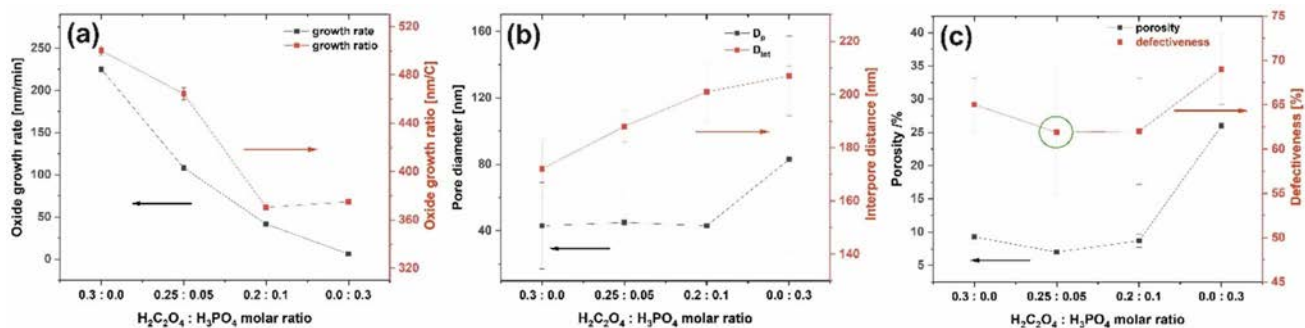 (a)
growth rate
growth ratio
Oxide growth rate [nm/min]
250
200
150
100
50
0
Oxide growth ratio [nm/C]
520
480
440
400
360
320
0.3 : 0.0
0.25 : 0.05
0.2 : 0.1
0.0 : 0.3
H₂C₂O₄ : H₃PO₄ molar ratio
(b)
Dₚ
Pore diameter [nm]
160
120
80
40
Interpore distance [nm]
220
200
180
160
140
0.3 : 0.0
0.25 : 0.05
0.2 : 0.1
0.0 : 0.3
H₂C₂O₄ : H₃PO₄ molar ratio
(c)
porosity
defectiveness
Porosity /%
40
35
30
25
20
15
10
5
Defectiveness [%]
75
70
65
60
55
50
45
0.3 : 0.0
0.25 : 0.05
0.2 : 0.1
0.0 : 0.3
H₂C₂O₄ : H₃PO₄ molar ratio